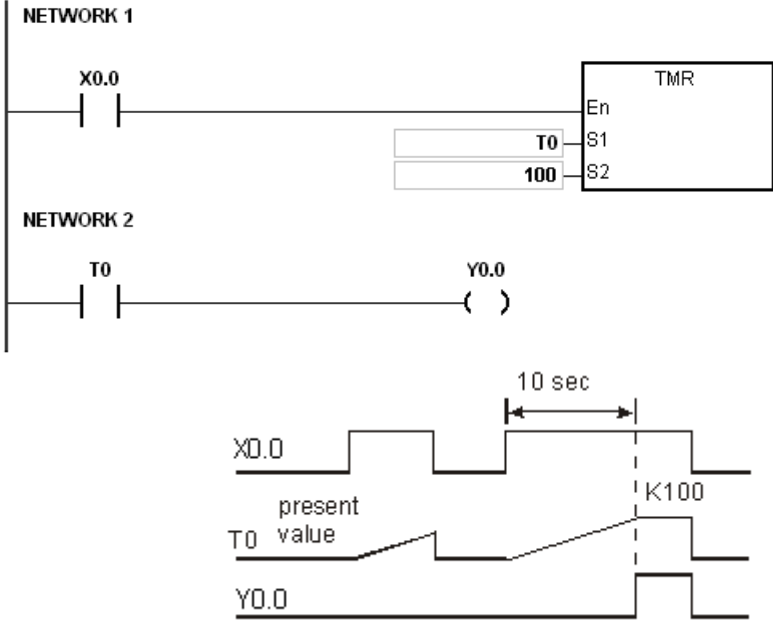 NETWORK 1
X0.0
TMR
En
T0 S1
100 S2
NETWORK 2
T0 Y0.0
10 sec
X0.0
K100
present
T0 value
Y0.0